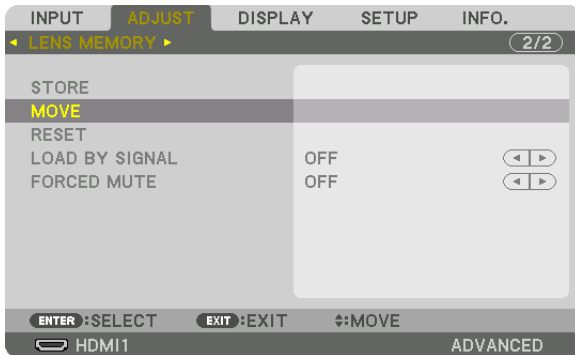 INPUT ADJUST DISPLAY SETUP INFO.
LENS MEMORY 2/2
STORE
MOVE
RESET
LOAD BY SIGNAL OFF
FORCED MUTE OFF
ENTER :SELECT EXIT :EXIT :MOVE
HDMI1 ADVANCED